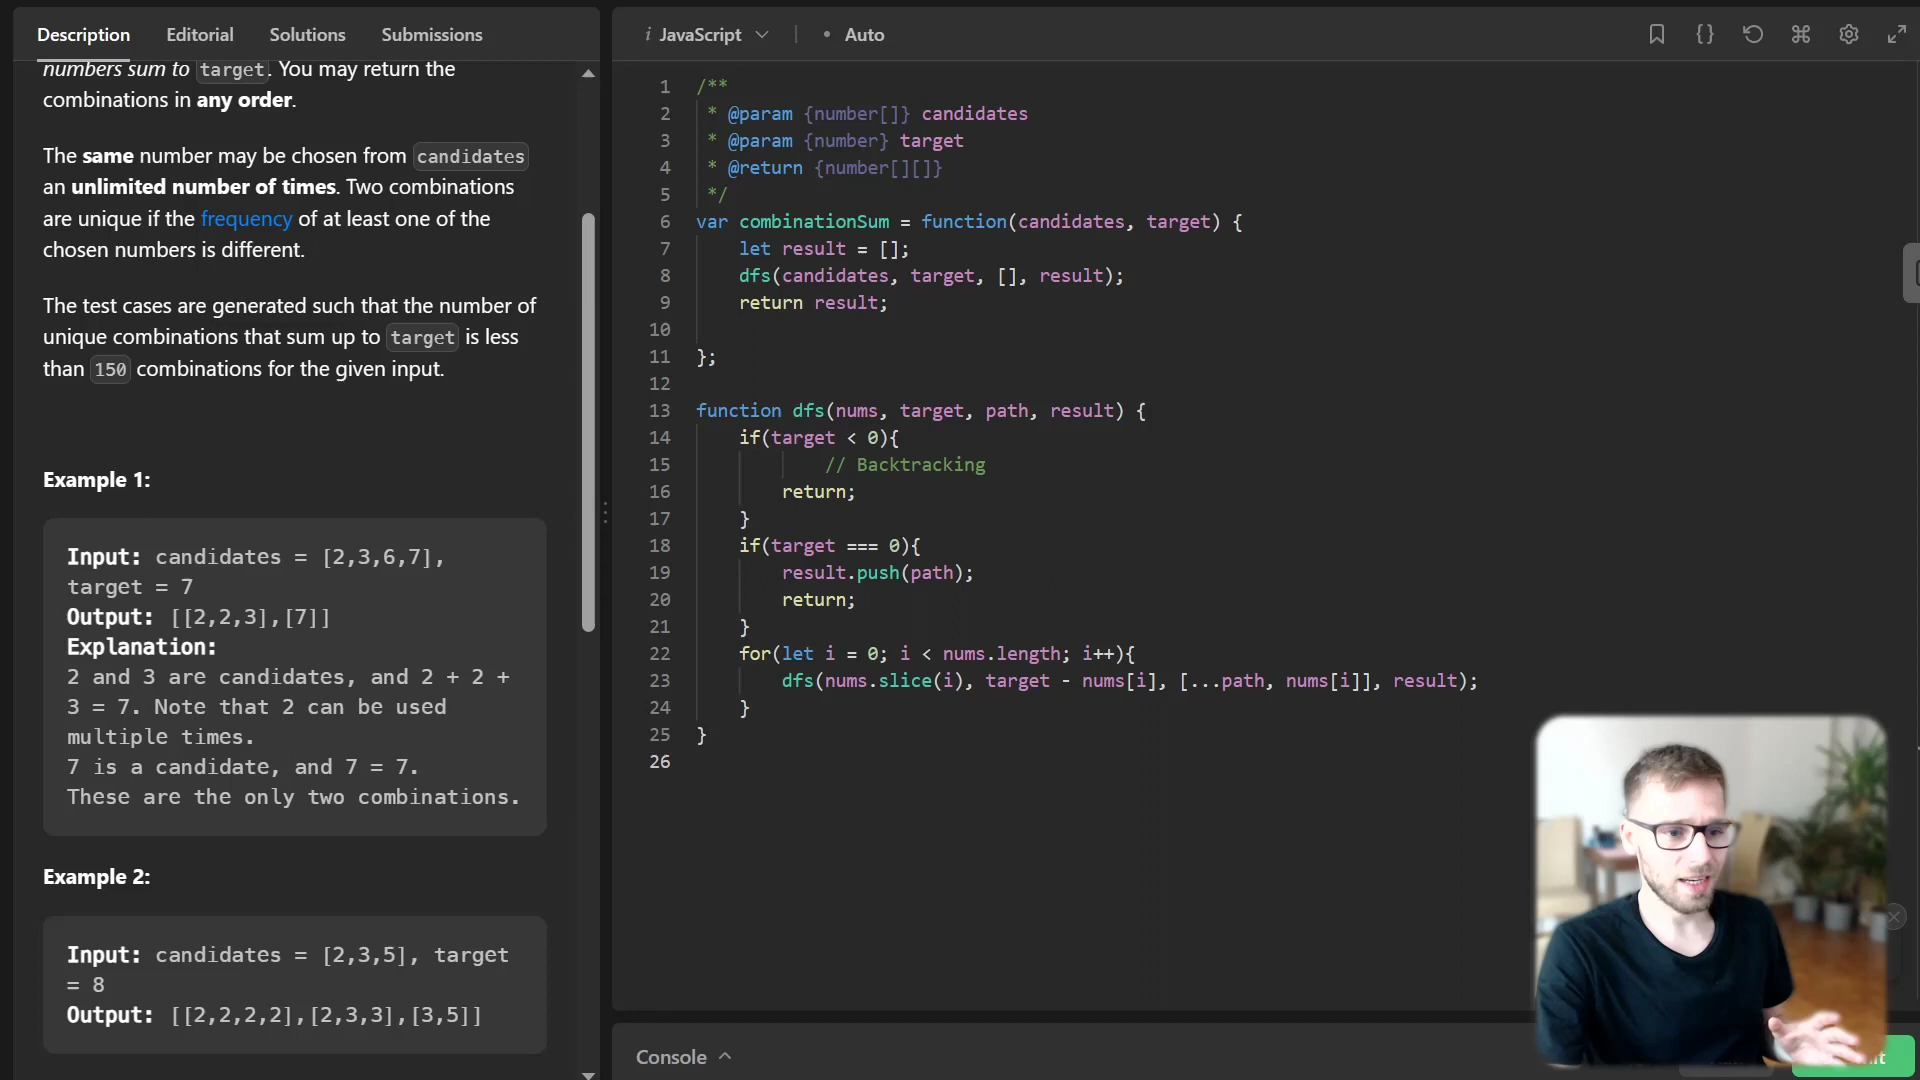 Description Editorial Solutions Submissions
numbers sum to target. You may return the
combinations in any order.
The same number may be chosen from candidates
an unlimited number of times. Two combinations
are unique if the frequency of at least one of the
chosen numbers is different.
The test cases are generated such that the number of
unique combinations that sum up to target is less
than 150 combinations for the given input.
Example 1:
Input: candidates = [2,3,6,7],
target = 7
Output: [[2,2,3],[7]]
Explanation:
2 and 3 are candidates, and 2 + 2 +
3 = 7. Note that 2 can be used
multiple times.
7 is a candidate, and 7 = 7.
These are the only two combinations.
Example 2:
Input: candidates = [2,3,5], target
= 8
Output: [[2,2,2,2],[2,3,3],[3,5]]
i JavaScript • Auto
1 /**
2 * @param {number[]} candidates
3 * @param {number} target
4 * @return {number[][]}
5 */
6 var combinationSum = function(candidates, target) {
7 let result = [];
8 dfs(candidates, target, [], result);
9 return result;
10
11 };
12
13 function dfs(nums, target, path, result) {
14 if(target < 0){
15 // Backtracking
16 return;
17 }
18 if(target === 0){
19 result.push(path);
20 return;
21 }
22 for(let i = 0; i < nums.length; i++){
23 dfs(nums.slice(i), target - nums[i], [...path, nums[i]], result);
24 }
25 }
26
Console